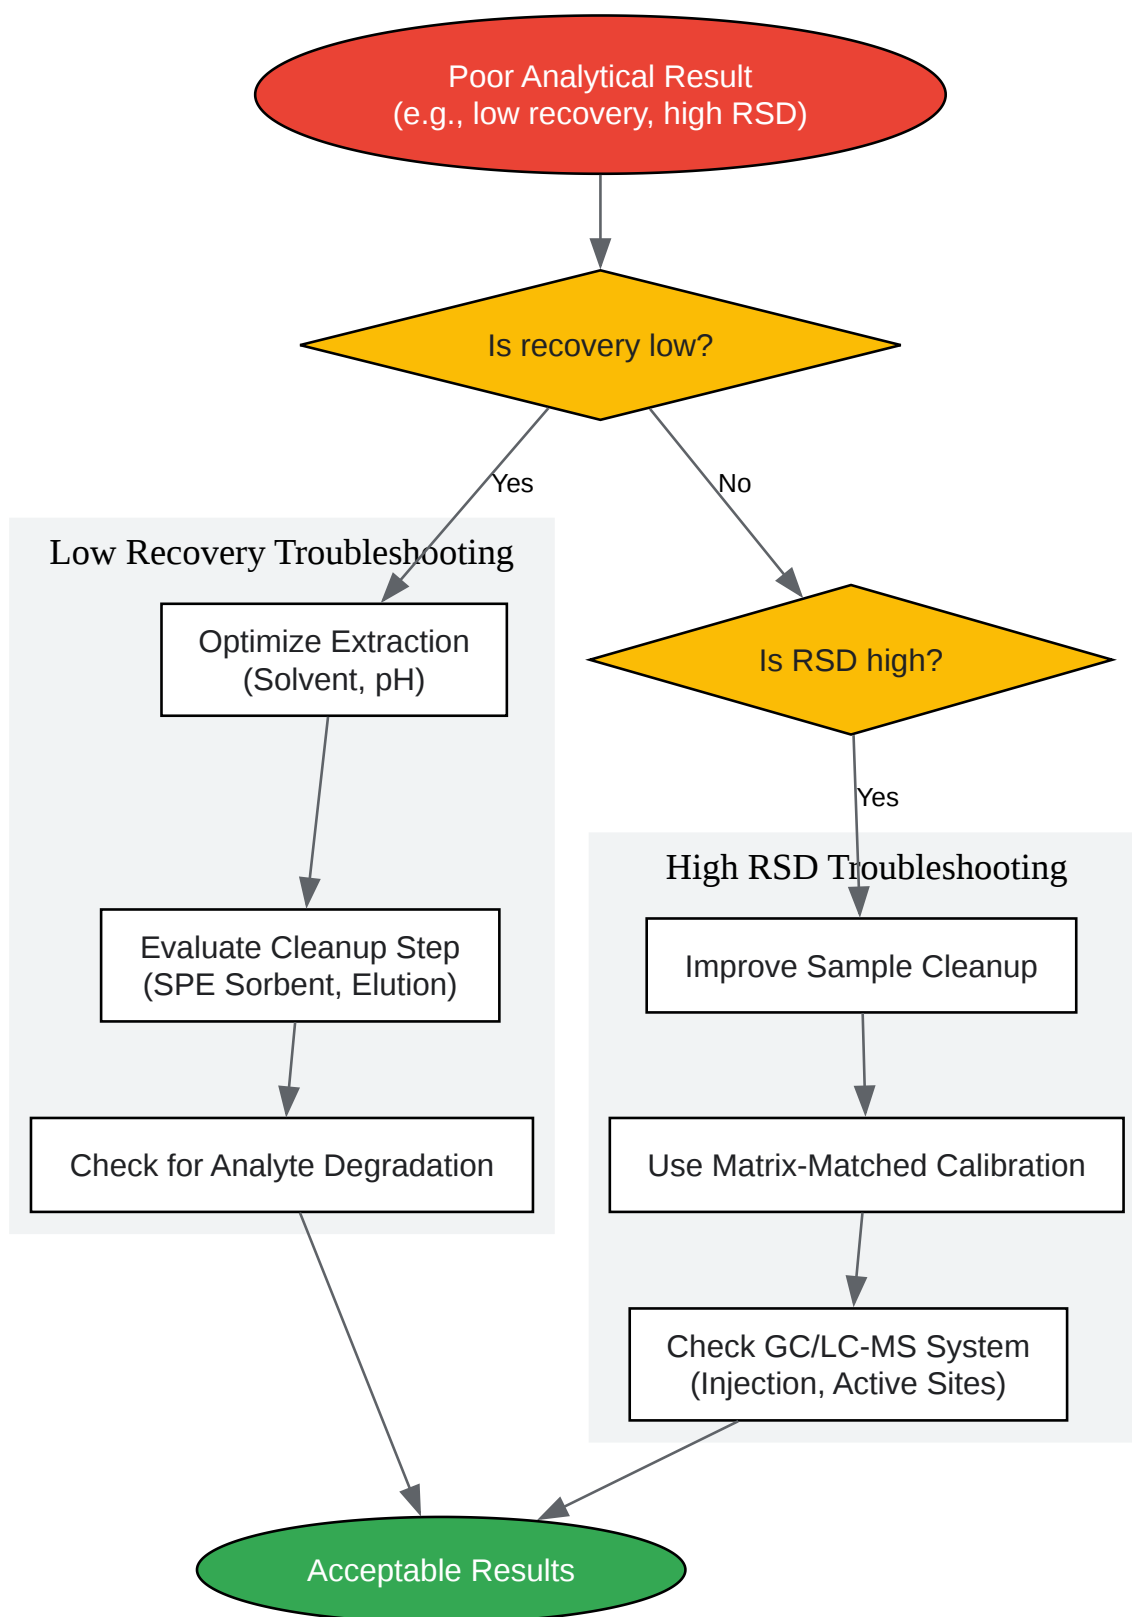 Poor Analytical Result
(e.g., low recovery, high RSD)
Is recovery low?
Yes
No
Low Recovery Troubleshooting
Optimize Extraction
(Solvent, pH)
Is RSD high?
Yes
High RSD Troubleshooting
Evaluate Cleanup Step
(SPE Sorbent, Elution)
Improve Sample Cleanup
Check for Analyte Degradation
Use Matrix-Matched Calibration
Check GC/LC-MS System
(Injection, Active Sites)
Acceptable Results